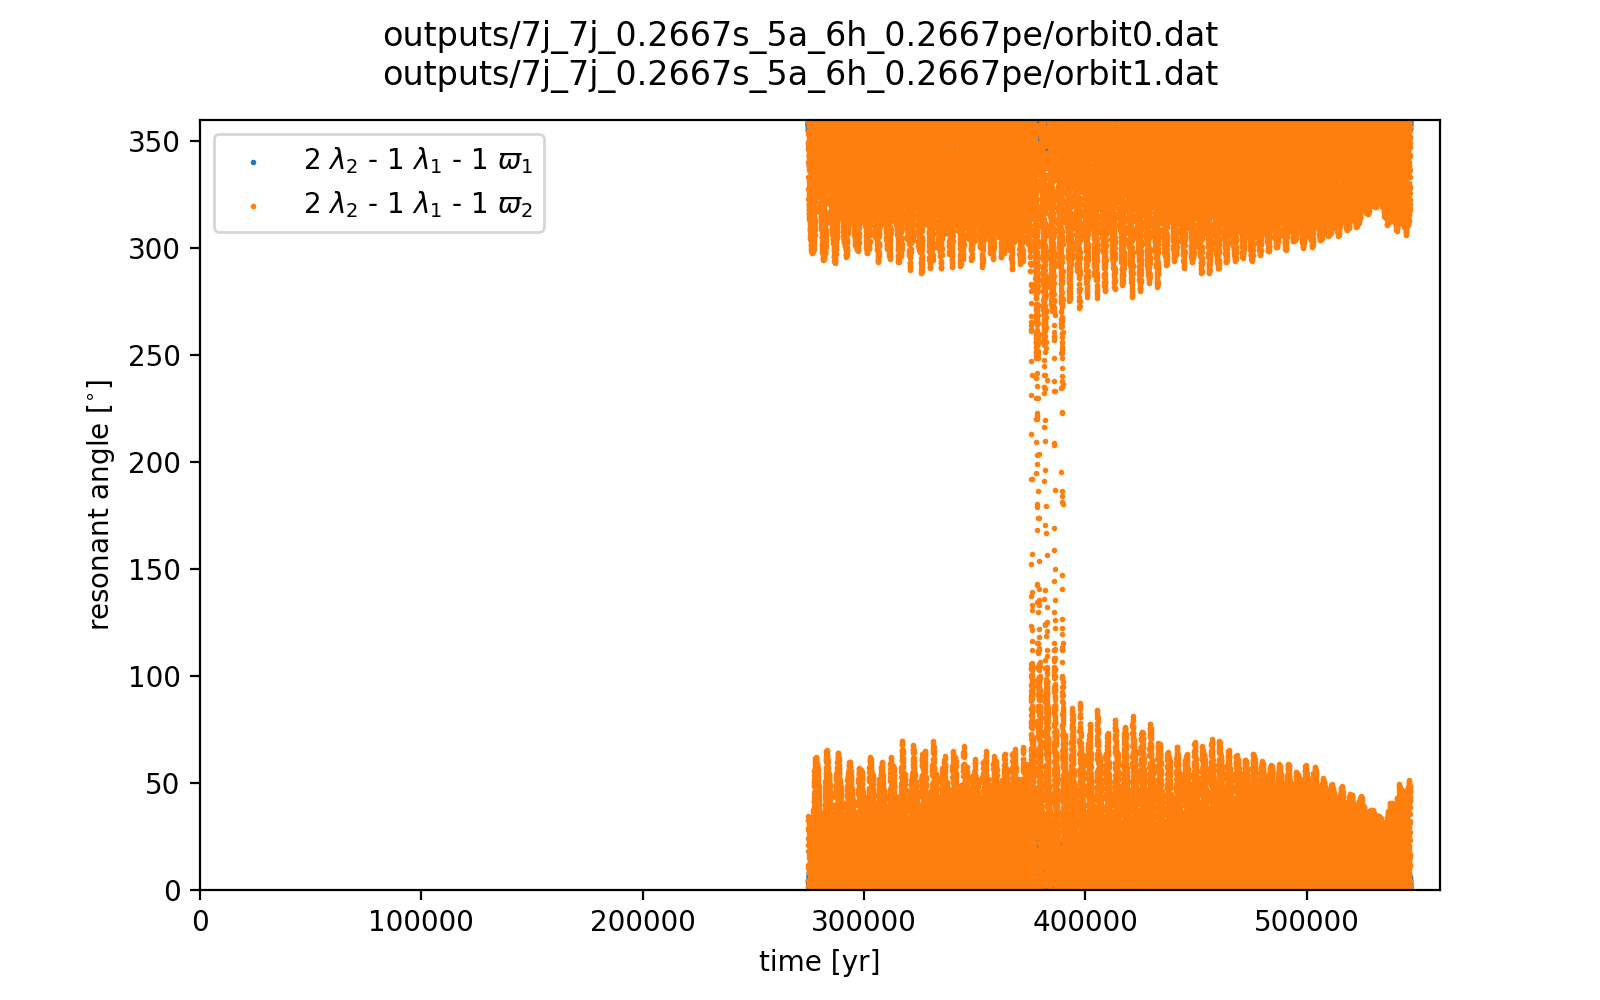 outputs/7j_7j_0.2667s_5a_6h_0.2667pe/orbit0.dat
outputs/7j_7j_0.2667s_5a_6h_0.2667pe/orbit1.dat
2 λ₂ - 1 λ₁ - 1 ϖ₁
2 λ₂ - 1 λ₁ - 1 ϖ₂
resonant angle [°]
350
300
250
200
150
100
50
0
0 100000 200000 300000 400000 500000
time [yr]